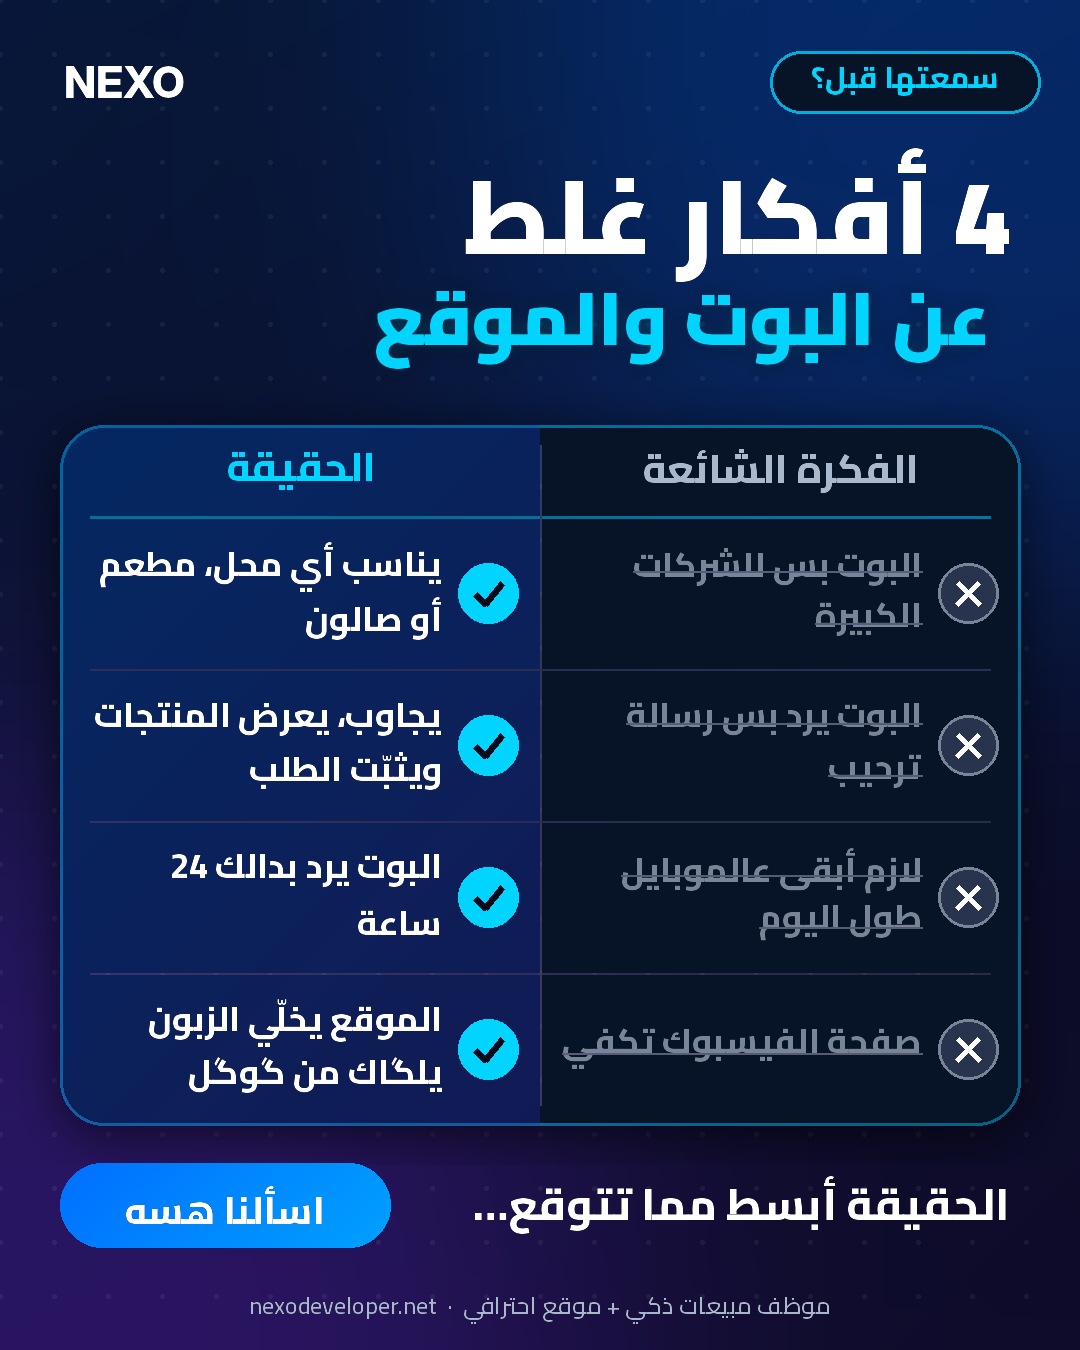 NEXO
سمعتها قبل؟
4 أفكار غلط
عن البوت والموقع
الفكرة الشائعة
الحقيقة
البوت بس للشركات
الكبيرة
يناسب أي محل، مطعم
أو صالون
البوت يرد بس رسالة
ترحيب
يجاوب، يعرض المنتجات
ويثبّت الطلب
لازم أبقى عالموبايل
طول اليوم
البوت يرد بدالك 24
ساعة
صفحة الفيسبوك تكفي
الموقع يخلّي الزبون
يلگاك من گوگل
الحقيقة أبسط مما تتوقع...
اسألنا هسه
موظف مبيعات ذكي + موقع احترافي · nexodeveloper.net